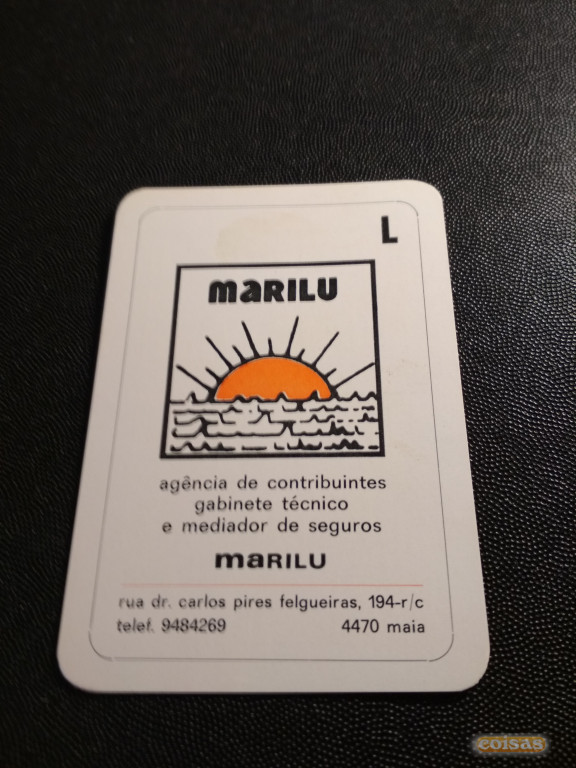 L
maRILU
agência de contribuintes
gabinete técnico
e mediador de seguros
maRILU
rua dr. carlos pires felgueiras, 194-r/c
telef. 9484269 4470 maia
coisas